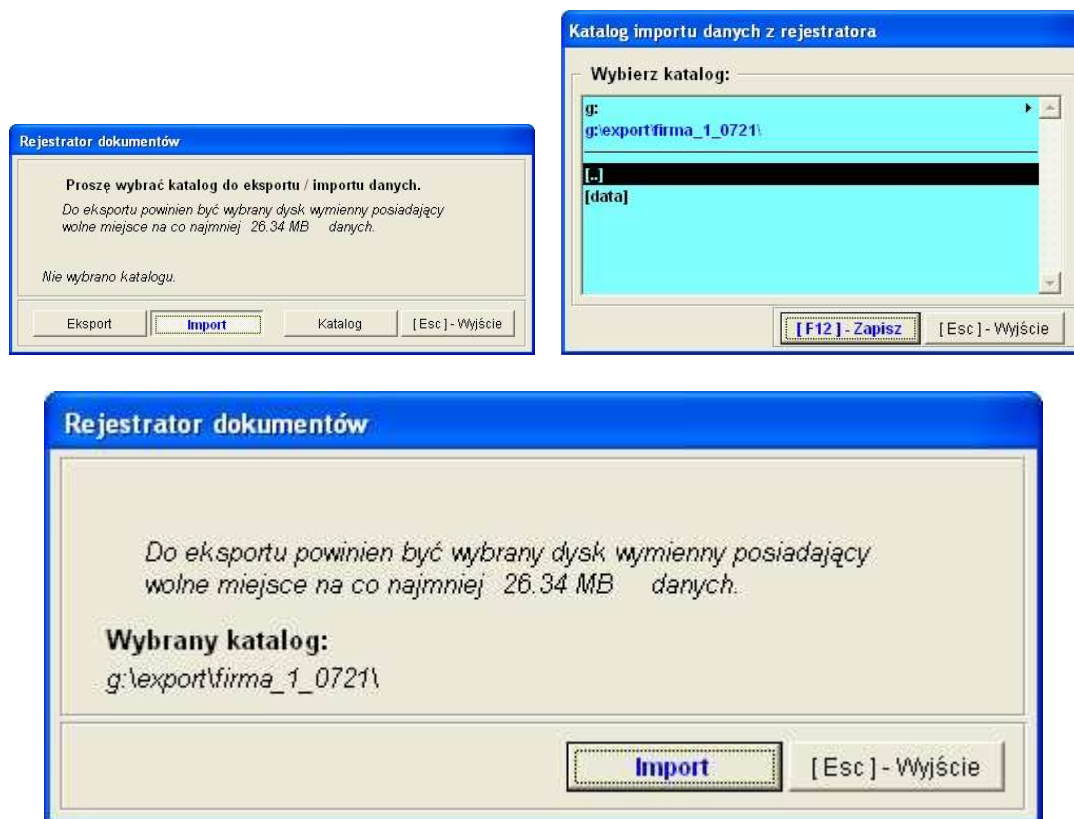 Rejestrator dokumentów
Proszę wybrać katalog do eksportu / importu danych.
Do eksportu powinien być wybrany dysk wymienny posiadający
wolne miejsce na co najmniej 26.34 MB danych.
Nie wybrano katalogu.
Eksport Import Katalog [ Esc ] - Wyjście
Katalog importu danych z rejestratora
Wybierz katalog:
g:
g:\export\firma_1_0721\
[..]
[data]
[ F12 ] - Zapisz [ Esc ] - Wyjście
Rejestrator dokumentów
Do eksportu powinien być wybrany dysk wymienny posiadający
wolne miejsce na co najmniej 26.34 MB danych.
Wybrany katalog:
g:\export\firma_1_0721\
Import [ Esc ] - Wyjście